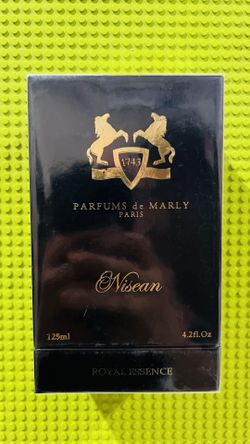 1743
PARFUMS de MARLY
PARIS
Nisean
125ml 4.2fl.Oz
ROYAL ESSENCE